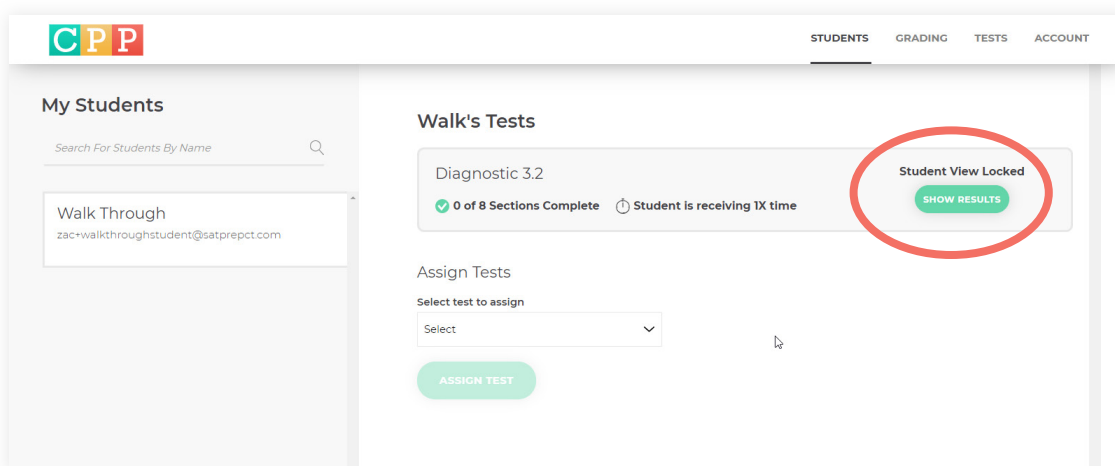 CPP
STUDENTS GRADING TESTS ACCOUNT
My Students
Search For Students By Name
Walk Through
zac+walkthroughstudent@satprepct.com
Walk's Tests
Diagnostic 3.2
0 of 8 Sections Complete Student is receiving 1X time
Student View Locked
SHOW RESULTS
Assign Tests
Select test to assign
Select
ASSIGN TEST